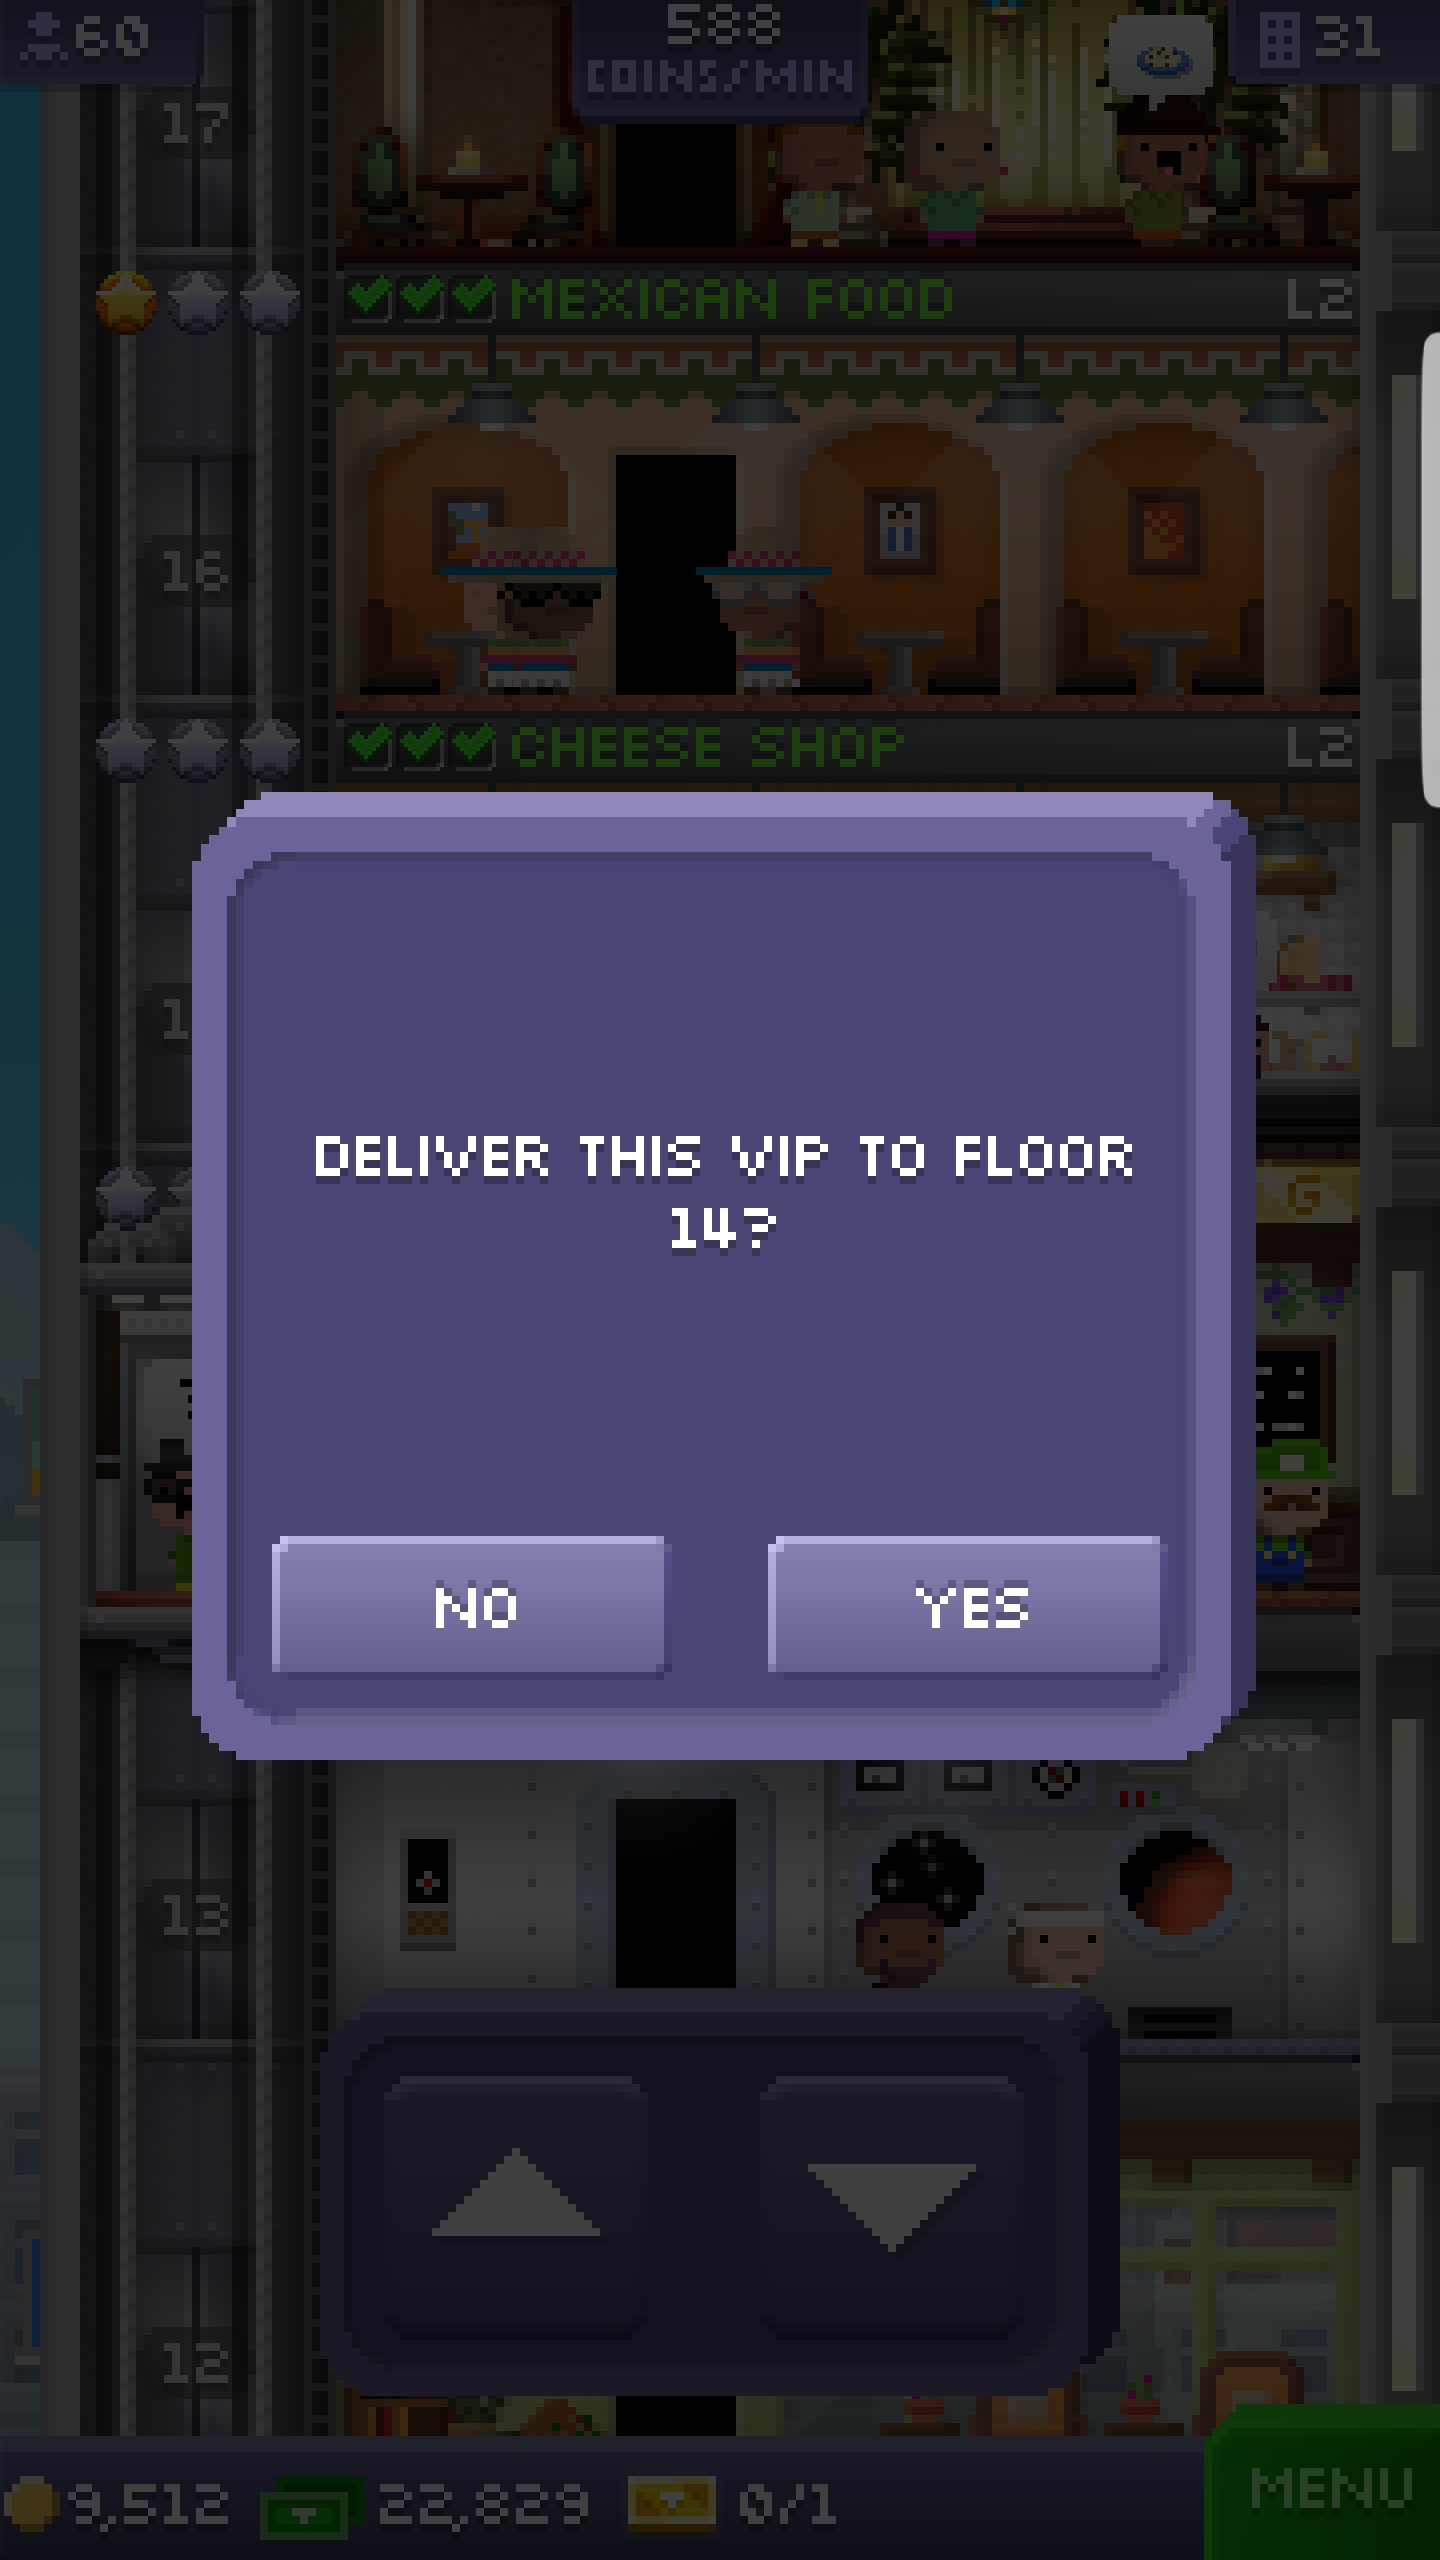 60
588
COINS/MIN
31
17
MEXICAN FOOD L2
16
CHEESE SHOP L2
G
DELIVER THIS VIP TO FLOOR
14?
NO YES
13
12
9,512 22,829 0/1
MENU